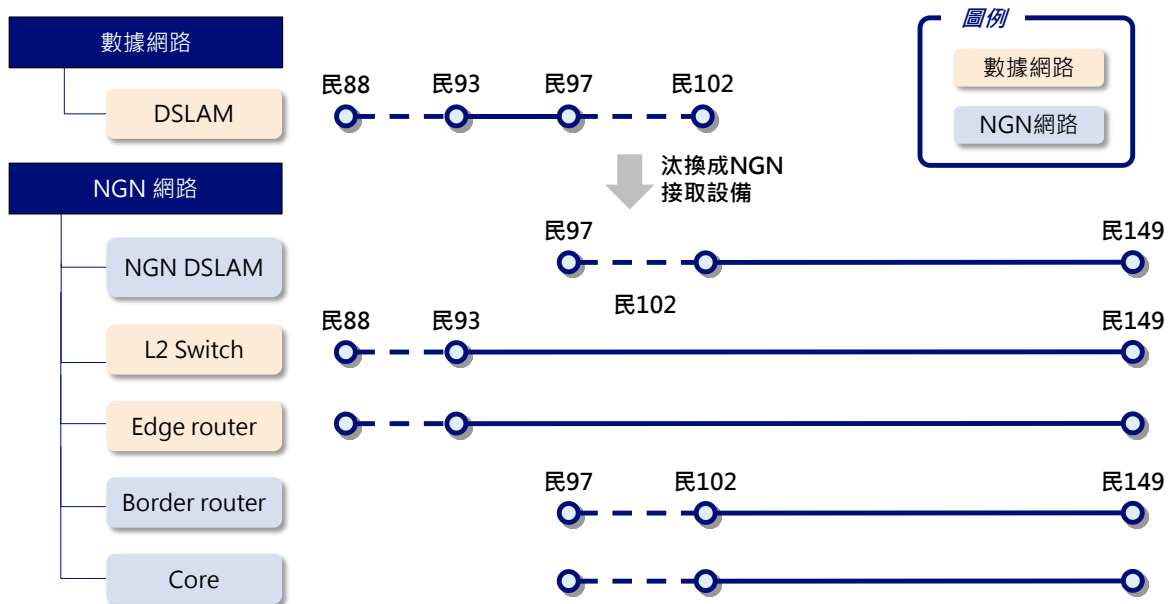 數據網路
圖例
數據網路
NGN網路
民88
民93
民97
民102
DSLAM
汰換成NGN
接取設備
NGN 網路
民97
民149
NGN DSLAM
民102
民88
民93
民149
L2 Switch
Edge router
民97
民102
民149
Border router
Core